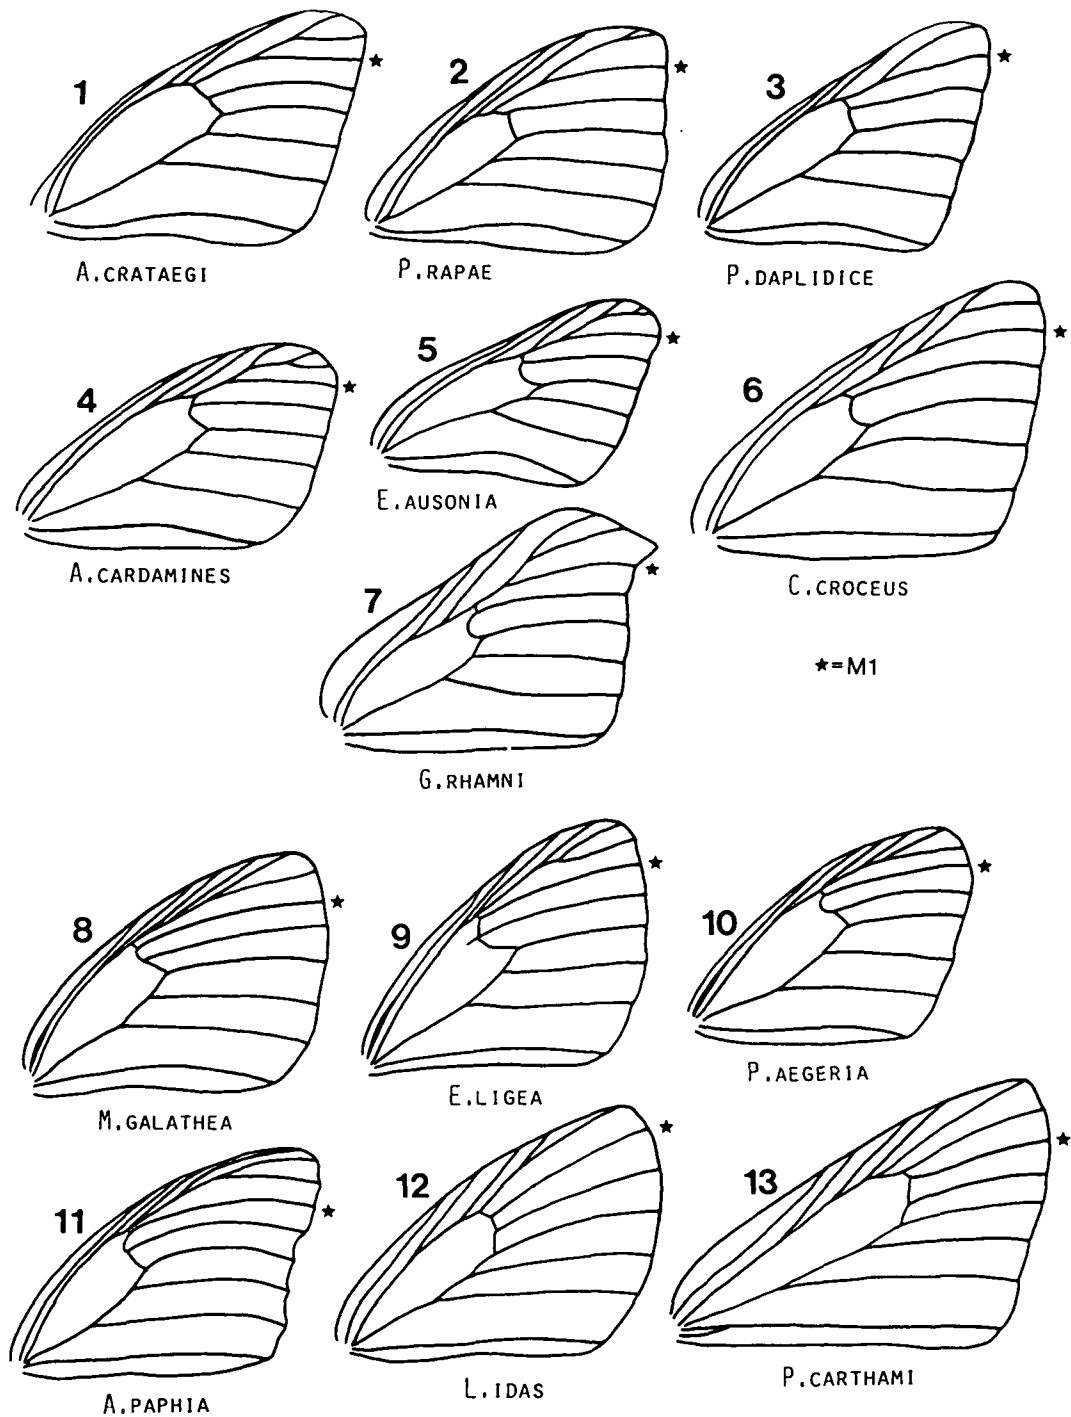 1
A.CRATAEGI
2
P.RAPAE
3
P.DAPLIDICE
4
A.CARDAMINES
5
E.AUSONIA
6
C.CROCEUS
7
G.RHAMNI
★=M1
8
M.GALATHEA
9
E.LIGEA
10
P.AEGERIA
11
A.PAPHIA
12
L.IDAS
13
P.CARTHAMI